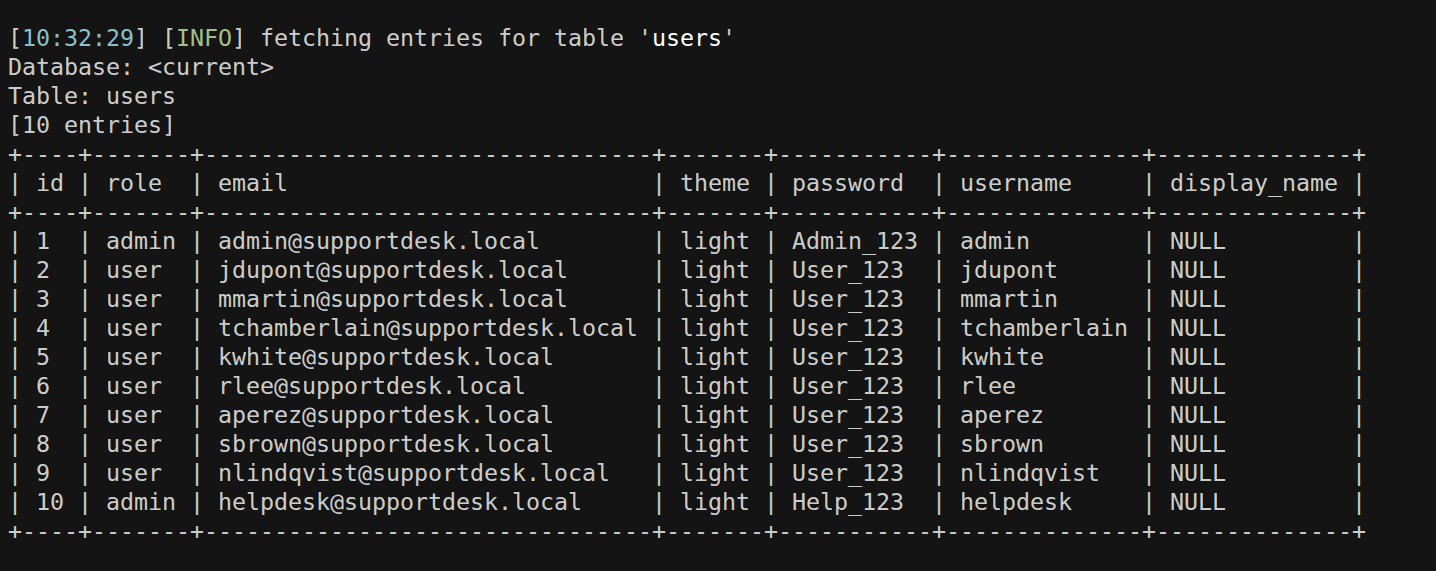 [10:32:29] [INFO] fetching entries for table 'users'
Database: <current>
Table: users
[10 entries]
+----+-------+--------------------------------+-------+-----------+--------------+--------------+
| id | role  | email                          | theme | password  | username     | display_name |
+----+-------+--------------------------------+-------+-----------+--------------+--------------+
| 1  | admin | admin@supportdesk.local        | light | Admin_123 | admin        | NULL         |
| 2  | user  | jdupont@supportdesk.local      | light | User_123  | jdupont      | NULL         |
| 3  | user  | mmartin@supportdesk.local      | light | User_123  | mmartin      | NULL         |
| 4  | user  | tchamberlain@supportdesk.local | light | User_123  | tchamberlain | NULL         |
| 5  | user  | kwhite@supportdesk.local       | light | User_123  | kwhite       | NULL         |
| 6  | user  | rlee@supportdesk.local         | light | User_123  | rlee         | NULL         |
| 7  | user  | aperez@supportdesk.local       | light | User_123  | aperez       | NULL         |
| 8  | user  | sbrown@supportdesk.local       | light | User_123  | sbrown       | NULL         |
| 9  | user  | nlindqvist@supportdesk.local   | light | User_123  | nlindqvist   | NULL         |
| 10 | admin | helpdesk@supportdesk.local     | light | Help_123  | helpdesk     | NULL         |
+----+-------+--------------------------------+-------+-----------+--------------+--------------+